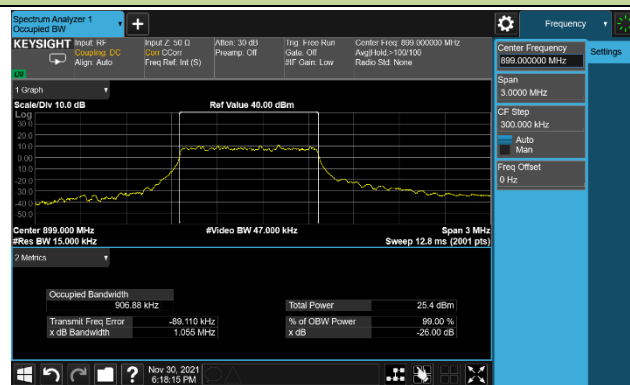 Spectrum Analyzer 1
Occupied BW
+
Frequency
KEYSIGHT
Input: RF
Coupling: DC
Align: Auto
Input Z: 50 Ω
Corr CCorr
Freq Ref: Int (S)
Atten: 30 dB
Preamp: Off
Trig: Free Run
Gate: Off
#IF Gain: Low
Center Freq: 899.000000 MHz
Avg|Hold:>100/100
Radio Std: None
Center Frequency
899.000000 MHz
Settings
Span
3.0000 MHz
CF Step
300.000 kHz
Auto
Man
Freq Offset
0 Hz
1 Graph
Scale/Div 10.0 dB
Ref Value 40.00 dBm
Log
30.0
20.0
10.0
0.00
-10.0
-20.0
-30.0
-40.0
-50.0
Center 899.000 MHz
#Video BW 47.000 kHz
Span 3 MHz
#Res BW 15.000 kHz
Sweep 12.8 ms (2001 pts)
2 Metrics
Occupied Bandwidth
906.88 kHz
Total Power
25.4 dBm
Transmit Freq Error
-89.110 kHz
% of OBW Power
99.00 %
x dB Bandwidth
1.055 MHz
x dB
-26.00 dB
?
Nov 30, 2021
6:18:15 PM